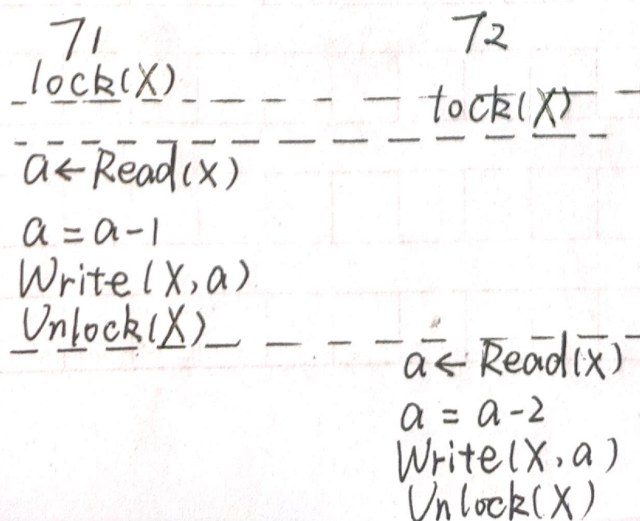 T1
T2
lock(X)
lock(X)
a←Read(X)
a=a-1
Write(X,a)
Unlock(X)
a←Read(X)
a = a-2
Write(X,a)
Unlock(X)